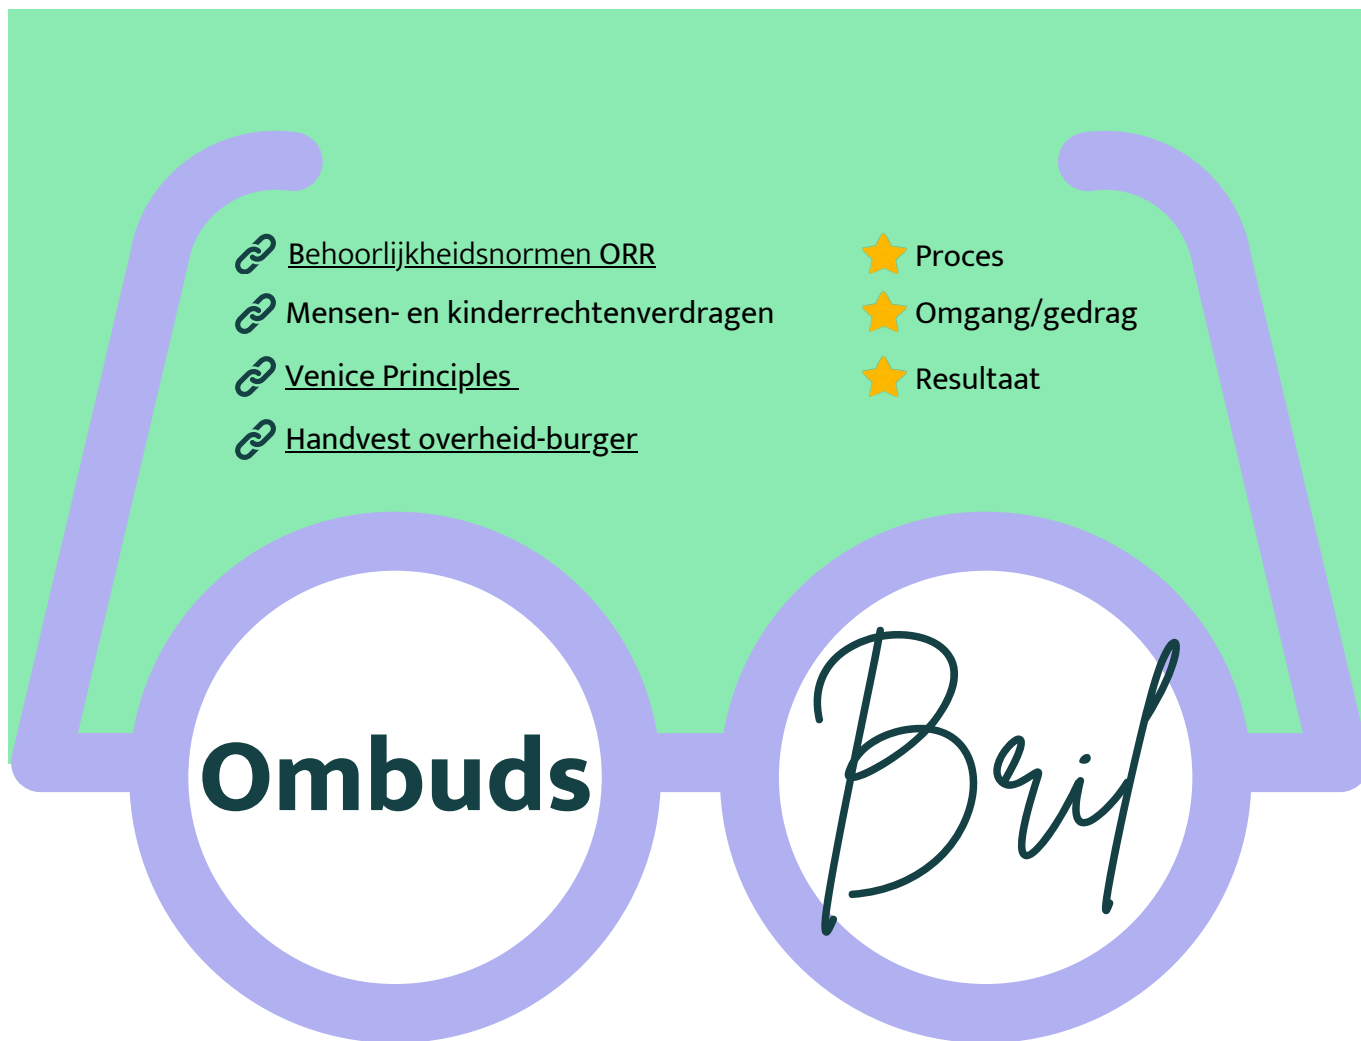 Behoorlijkheidsnormen ORR
Mensen- en kinderrechtenverdragen
Venice Principles
Handvest overheid-burger
Proces
Omgang/gedrag
Resultaat
Ombuds
Bril